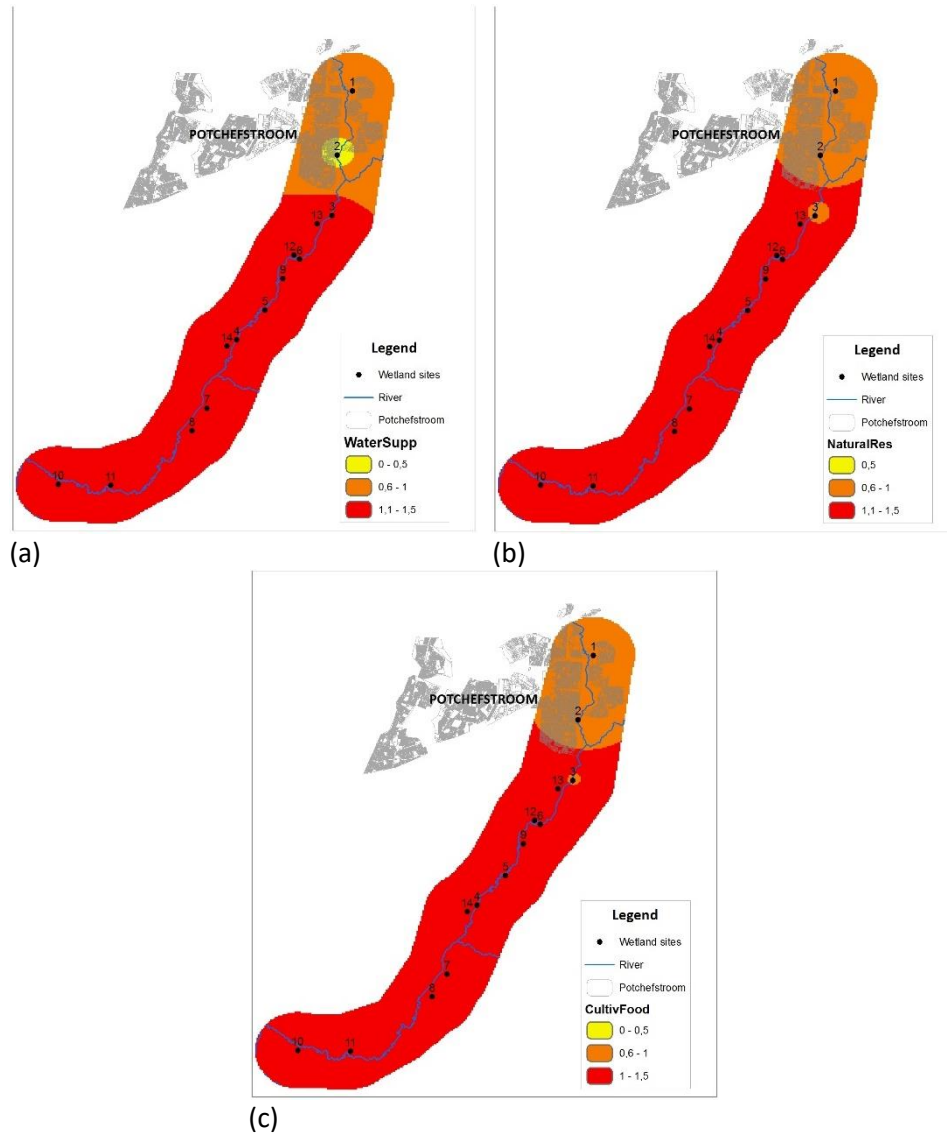 1
POTCHEFSTROOM
2
3
13
12
6
9
5
4
14
7
8
10
11
Legend
Wetland sites
River
Potchefstroom
WaterSupp
0 - 0,5
0,6 - 1
1,1 - 1,5
(a)
1
POTCHEFSTROOM
2
3
13
12
6
9
5
4
14
7
8
10
11
Legend
Wetland sites
River
Potchefstroom
NaturalRes
0,5
0,6 - 1
1,1 - 1,5
(b)
1
POTCHEFSTROOM
2
3
13
12
6
9
5
4
14
7
8
10
11
Legend
Wetland sites
River
Potchefstroom
CultivFood
0 - 0,5
0,6 - 1
1 - 1,5
(c)